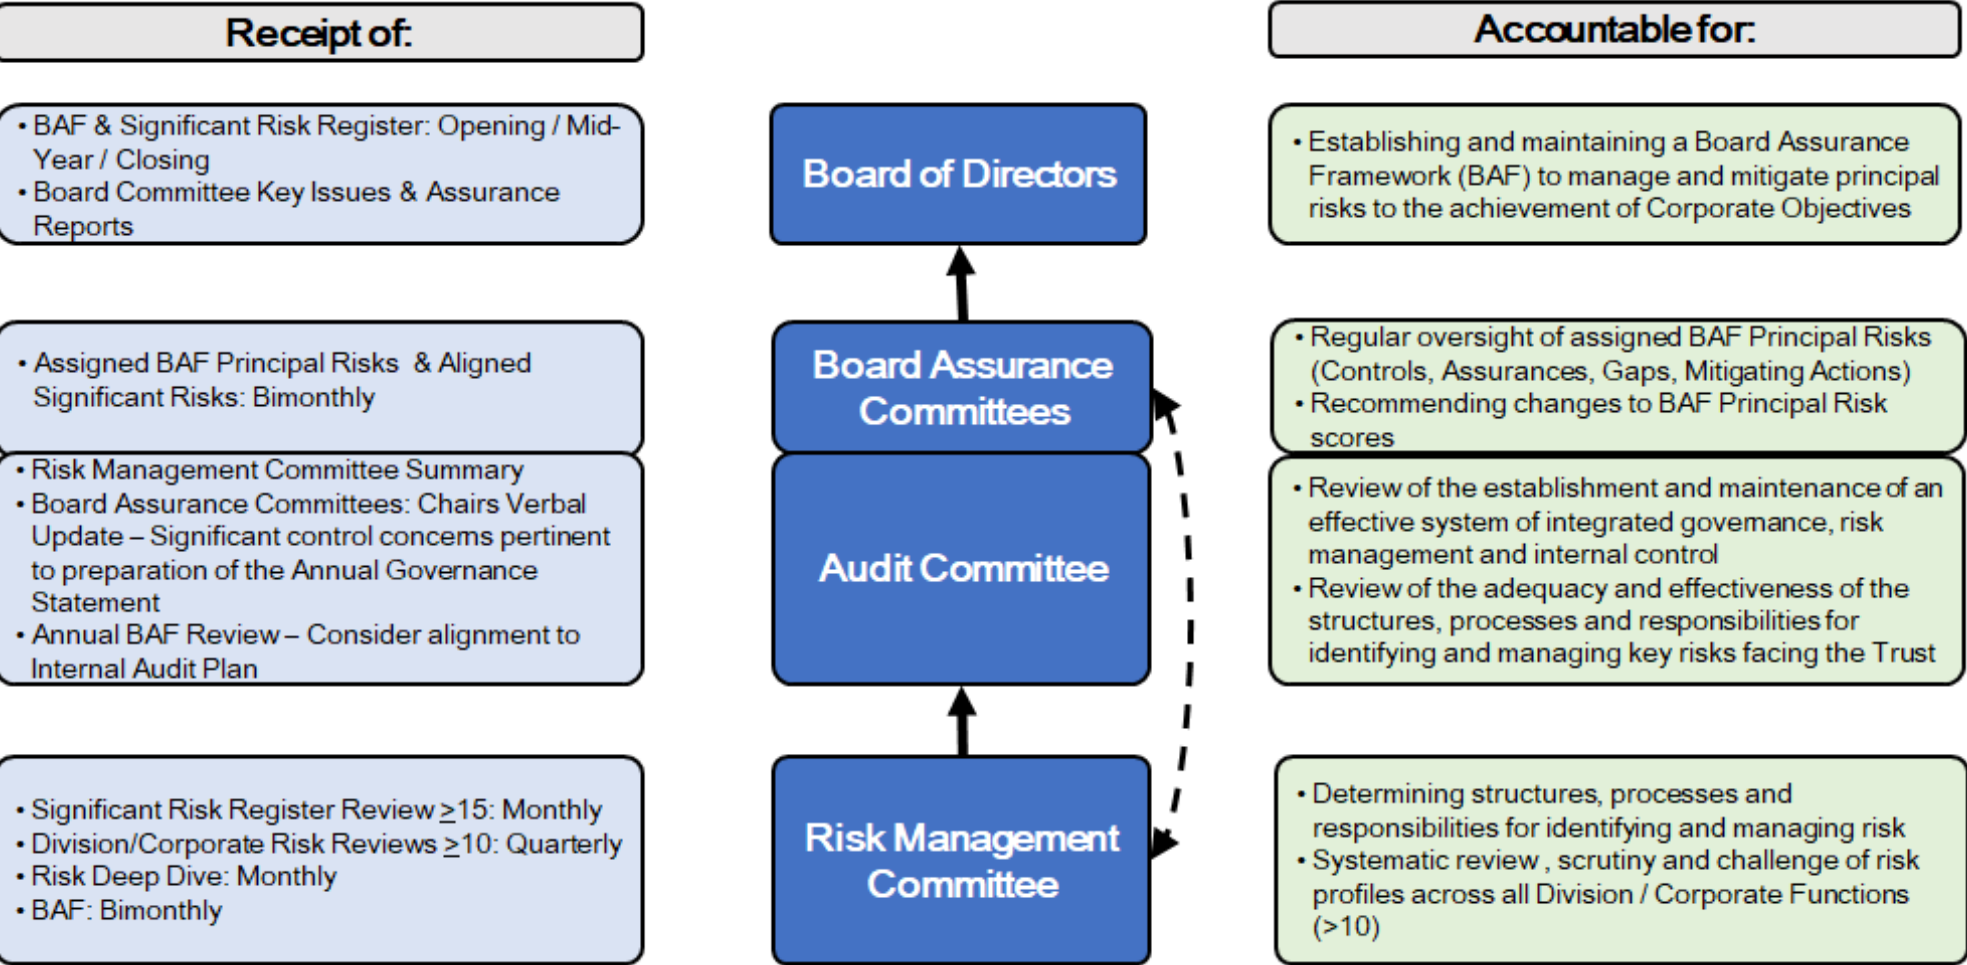 Receipt of:
Accountable for:
• BAF & Significant Risk Register: Opening / Mid-
Year / Closing
• Board Committee Key Issues & Assurance
Reports
Board of Directors
• Establishing and maintaining a Board Assurance
Framework (BAF) to manage and mitigate principal
risks to the achievement of Corporate Objectives
• Assigned BAF Principal Risks & Aligned
Significant Risks: Bimonthly
Board Assurance
Committees
• Regular oversight of assigned BAF Principal Risks
(Controls, Assurances, Gaps, Mitigating Actions)
• Recommending changes to BAF Principal Risk
scores
• Risk Management Committee Summary
• Board Assurance Committees: Chairs Verbal
Update – Significant control concerns pertinent
to preparation of the Annual Governance
Statement
• Annual BAF Review – Consider alignment to
Internal Audit Plan
Audit Committee
• Review of the establishment and maintenance of an
effective system of integrated governance, risk
management and internal control
• Review of the adequacy and effectiveness of the
structures, processes and responsibilities for
identifying and managing key risks facing the Trust
• Significant Risk Register Review ≥15: Monthly
• Division/Corporate Risk Reviews ≥10: Quarterly
• Risk Deep Dive: Monthly
• BAF: Bimonthly
Risk Management
Committee
• Determining structures, processes and
responsibilities for identifying and managing risk
• Systematic review , scrutiny and challenge of risk
profiles across all Division / Corporate Functions
(>10)